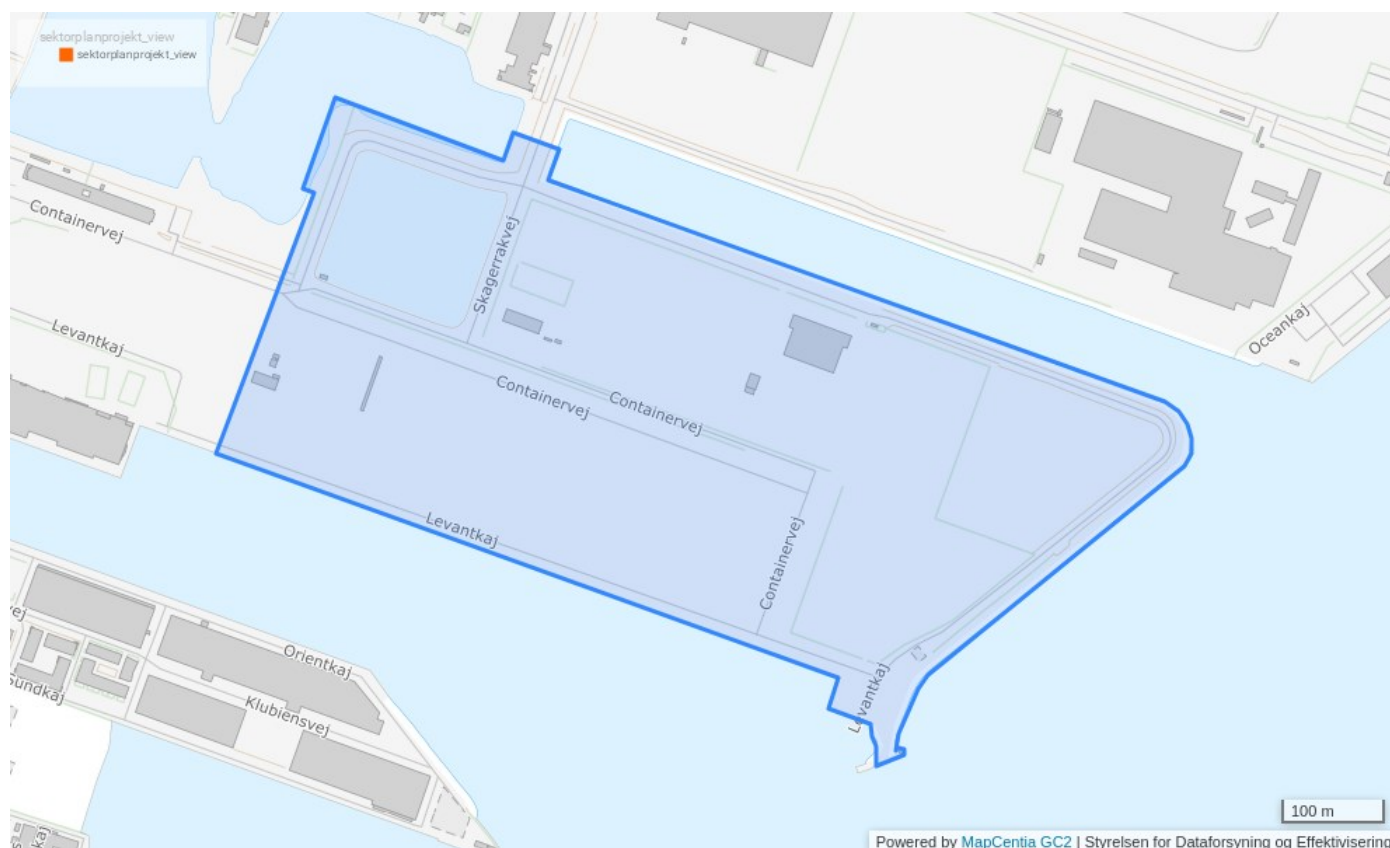 sektorplanprojekt_view
sektorplanprojekt_view
Containervej
Skagerrakvej
Levantkaj
Oceankaj
Containervej
Containervej
Levantkaj
Containervej
Orientkaj
Sundkaj
Klubiensvej
Levantkaj
100 m
Powered by MapCentia GC2 | Styrelsen for Dataforsyning og Effektivisering